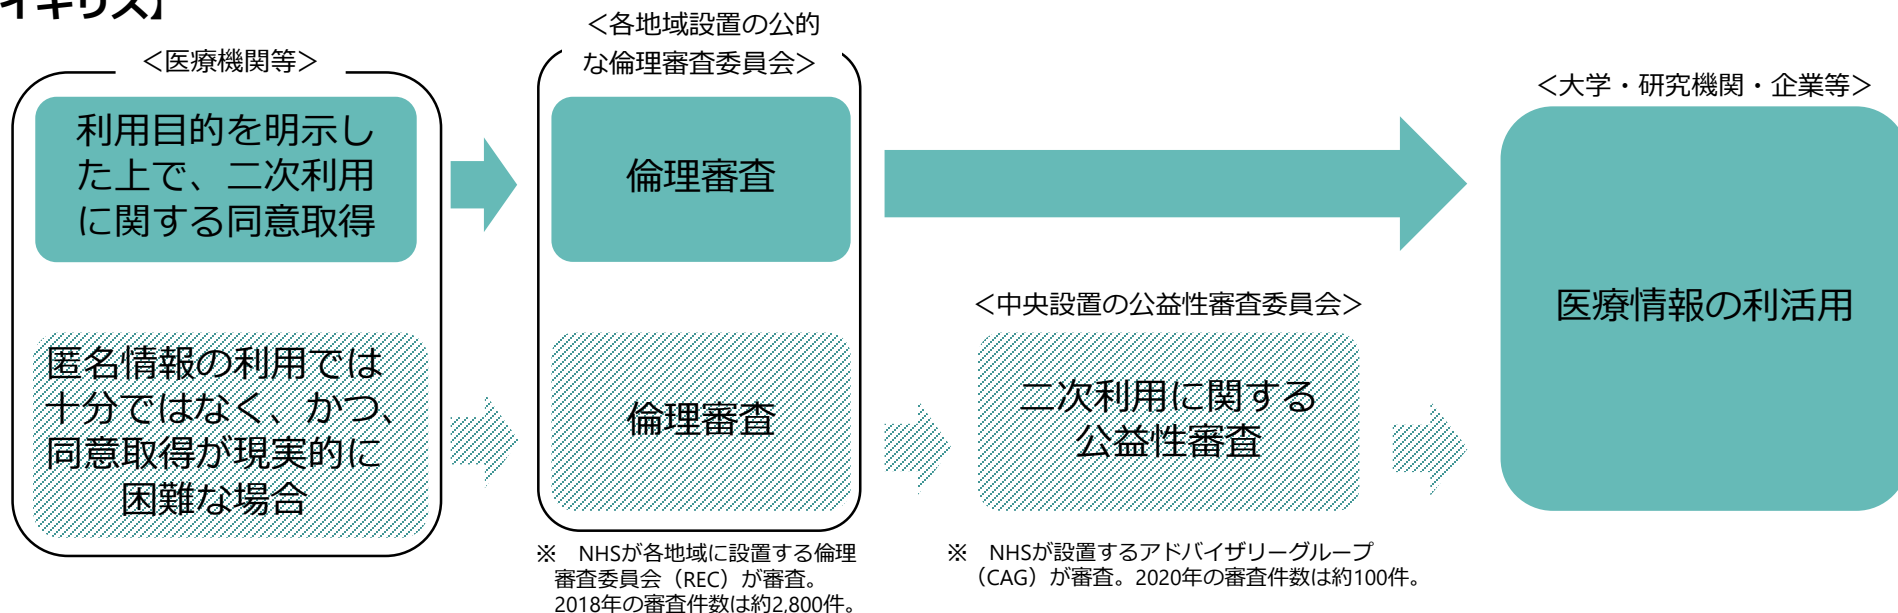 イギリス】
＜医療機関等＞
利用目的を明示し
た上で、二次利用
に関する同意取得
匿名情報の利用では
十分ではなく、かつ、
同意取得が現実的に
困難な場合
＜各地域設置の公的
な倫理審査委員会＞
倫理審査
倫理審査
※　NHSが各地域に設置する倫理
審査委員会（REC）が審査。
2018年の審査件数は約2,800件。
＜中央設置の公益性審査委員会＞
二次利用に関する
公益性審査
※　NHSが設置するアドバイザリーグループ
（CAG）が審査。2020年の審査件数は約100件。
＜大学・研究機関・企業等＞
医療情報の利活用